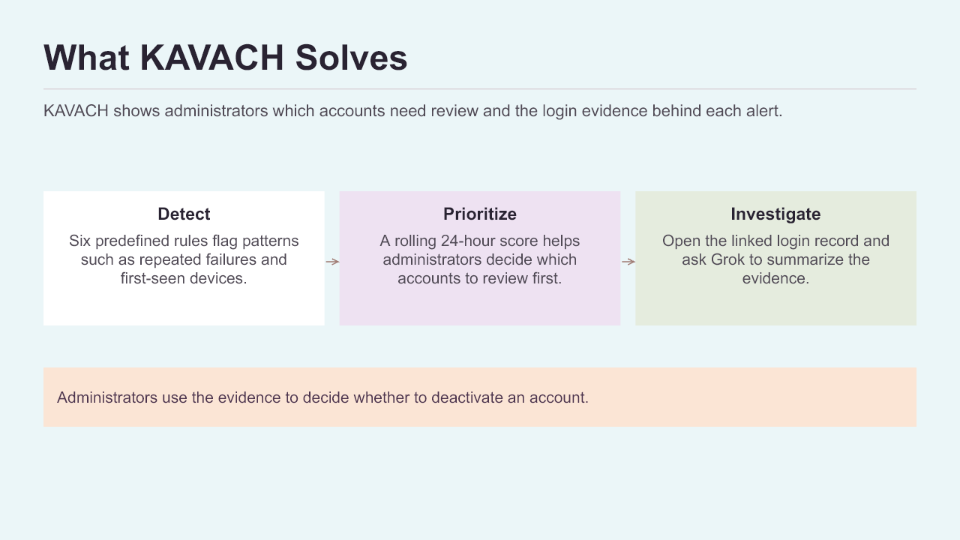 What KAVACH Solves
KAVACH shows administrators which accounts need review and the login evidence behind each alert.
Detect
Six predefined rules flag patterns
such as repeated failures and
first-seen devices.
→
Prioritize
A rolling 24-hour score helps
administrators decide which
accounts to review first.
→
Investigate
Open the linked login record and
ask Grok to summarize the
evidence.
Administrators use the evidence to decide whether to deactivate an account.